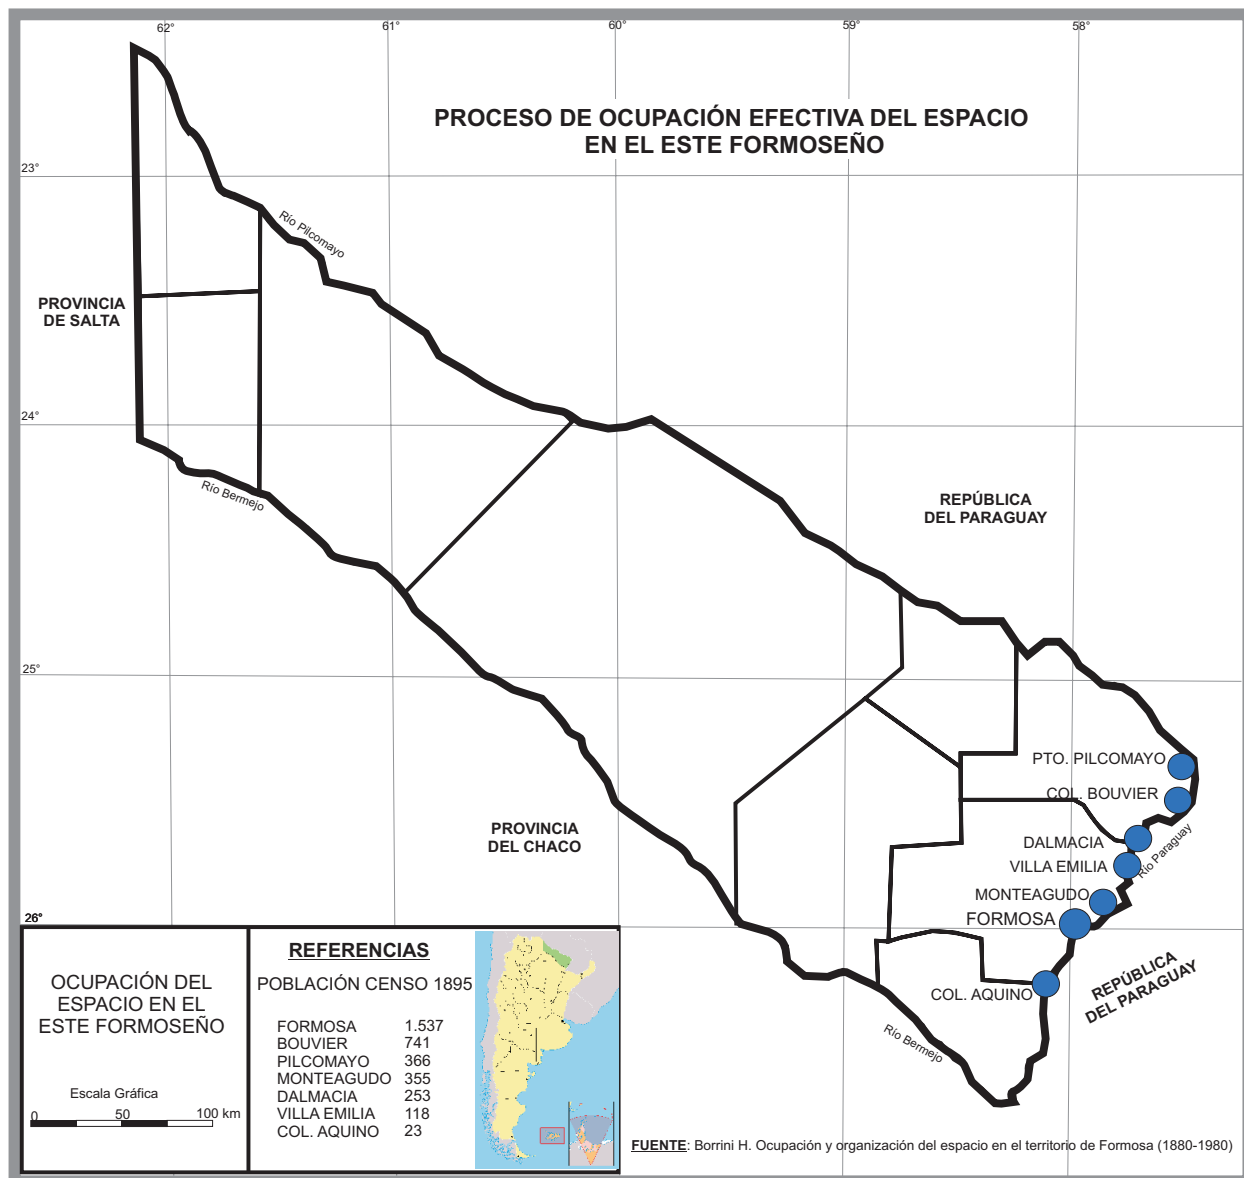 62°
61°
60°
59°
58°
PROCESO DE OCUPACIÓN EFECTIVA DEL ESPACIO
EN EL ESTE FORMOSEÑO
23°
Río Pilcomayo
PROVINCIA
DE SALTA
24°
Río Bermejo
REPÚBLICA
DEL PARAGUAY
25°
PTO. PILCOMAYO
COL. BOUVIER
PROVINCIA
DEL CHACO
DALMACIA
Río Paraguay
VILLA EMILIA
MONTEAGUDO
FORMOSA
26°
REPÚBLICA
DEL PARAGUAY
COL. AQUINO
Río Bermejo
OCUPACIÓN DEL
ESPACIO EN EL
ESTE FORMOSEÑO
Escala Gráfica
0 50 100 km
REFERENCIAS
POBLACIÓN CENSO 1895
FORMOSA 1.537
BOUVIER 741
PILCOMAYO 366
MONTEAGUDO 355
DALMACIA 253
VILLA EMILIA 118
COL. AQUINO 23
FUENTE: Borrini H. Ocupación y organización del espacio en el territorio de Formosa (1880-1980)